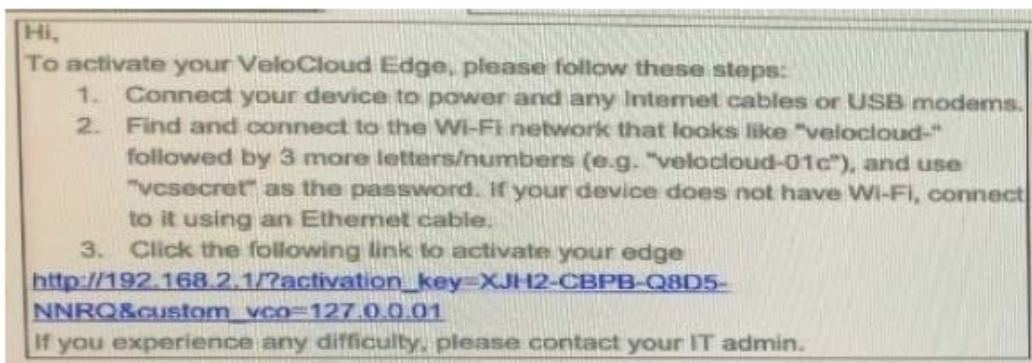 Hi,
To activate your VeloCloud Edge, please follow these steps:
1. Connect your device to power and any Internet cables or USB modems.
2. Find and connect to the Wi-Fi network that looks like "velocloud-"
followed by 3 more letters/numbers (e.g. "velocloud-01c"), and use
"vcsecret" as the password. If your device does not have Wi-Fi, connect
to it using an Ethernet cable.
3. Click the following link to activate your edge
http://192.168.2.1/?activation_key=XJH2-CBPB-Q8D5-
NNRQ&custom_vco=127.0.0.01
If you experience any difficulty, please contact your IT admin.